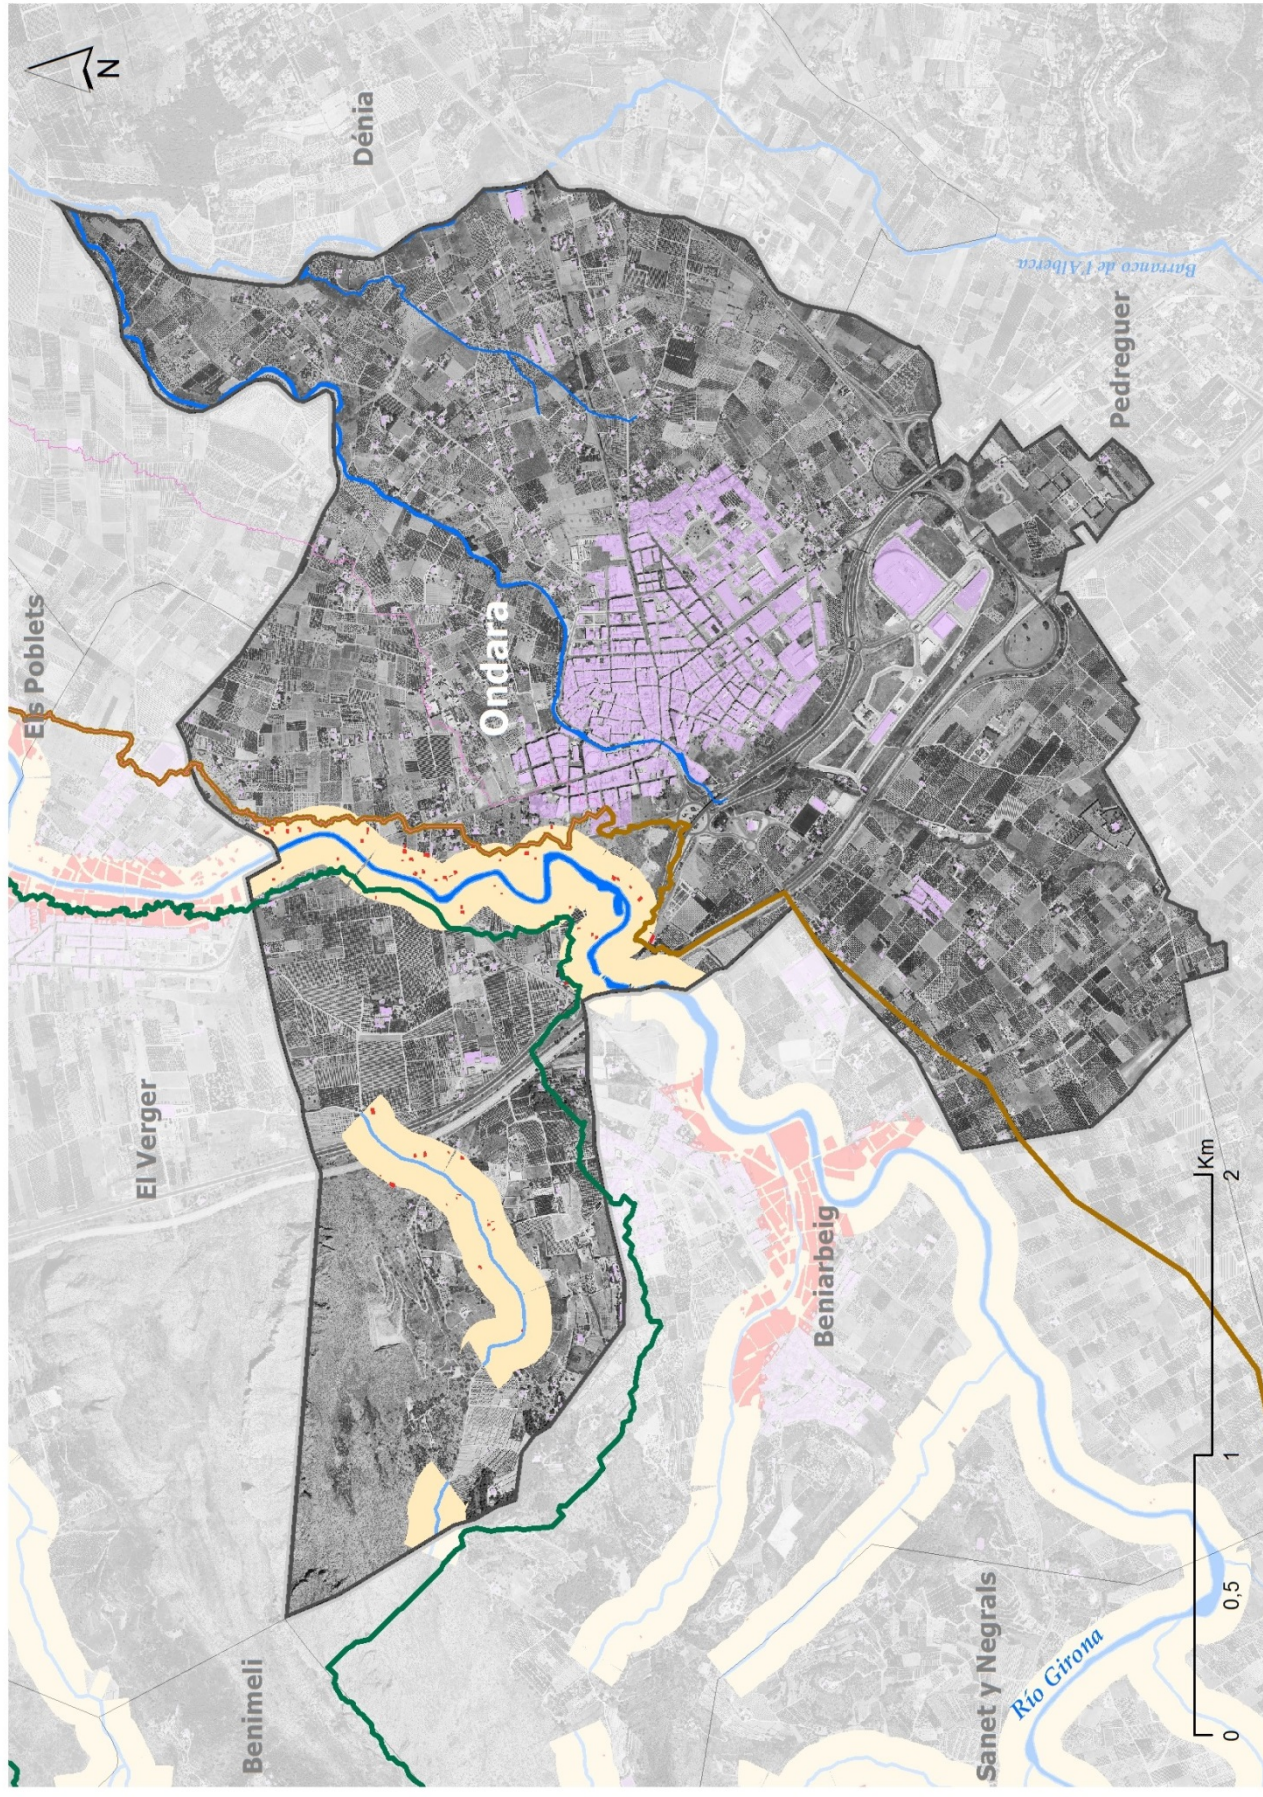 N
Dénia
Els Poblets
Barranco de l'Alberca
Pedreguer
Ondara
El Verger
Beniarbeig
Benimeli
Sanet y Negrals
Río Girona
0 0,5 1 2
Km